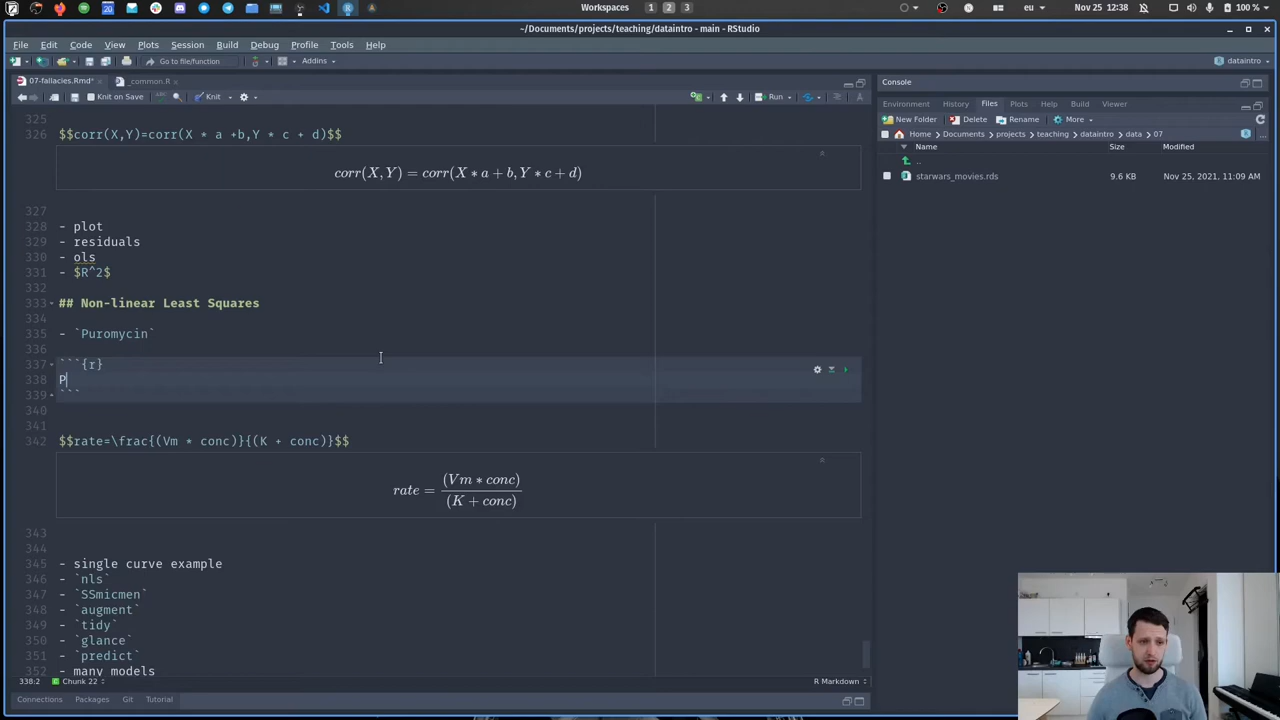 Workspaces 1 2 3
eu Nov 25 12:38 100 %
~/Documents/projects/teaching/dataintro - main - RStudio
File Edit Code View Plots Session Build Debug Profile Tools Help
Go to file/function Addins dataintro
07-fallacies.Rmd* _common.R
Knit on Save Knit Run
325
326 $$corr(X,Y)=corr(X * a +b,Y * c + d)$$
corr(X, Y) = corr(X ∗ a + b, Y ∗ c + d)
327
328 - plot
329 - residuals
330 - ols
331 - $R^2$
332
333 ## Non-linear Least Squares
334
335 - `Puromycin`
336
337 ```{r}
338 P
339 ```
340
341
342 $$rate=\frac{(Vm * conc)}{(K + conc)}$$
rate = (Vm ∗ conc)
(K + conc)
343
344
345 - single curve example
346 - `nls`
347 - `SSmicmen`
348 - `augment`
349 - `tidy`
350 - `glance`
351 - `predict`
352 - many models
338:2 Chunk 22 R Markdown
Connections Packages Git Tutorial
Console
Environment History Files Plots Help Build Viewer
New Folder Delete Rename More
Home Documents projects teaching dataintro data 07
Name Size Modified
..
starwars_movies.rds 9.6 KB Nov 25, 2021, 11:09 AM